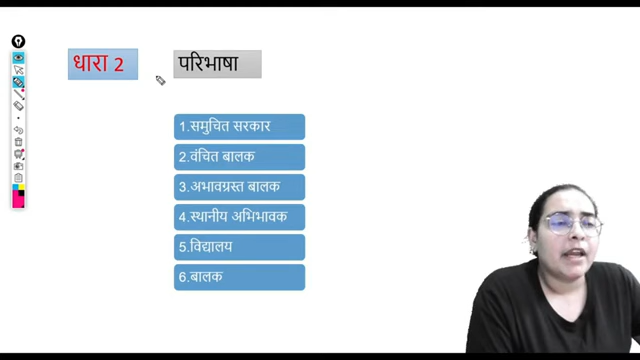 धारा 2
परिभाषा
1.समुचित सरकार
2.वंचित बालक
3.अभावग्रस्त बालक
4.स्थानीय अभिभावक
5.विद्यालय
6.बालक